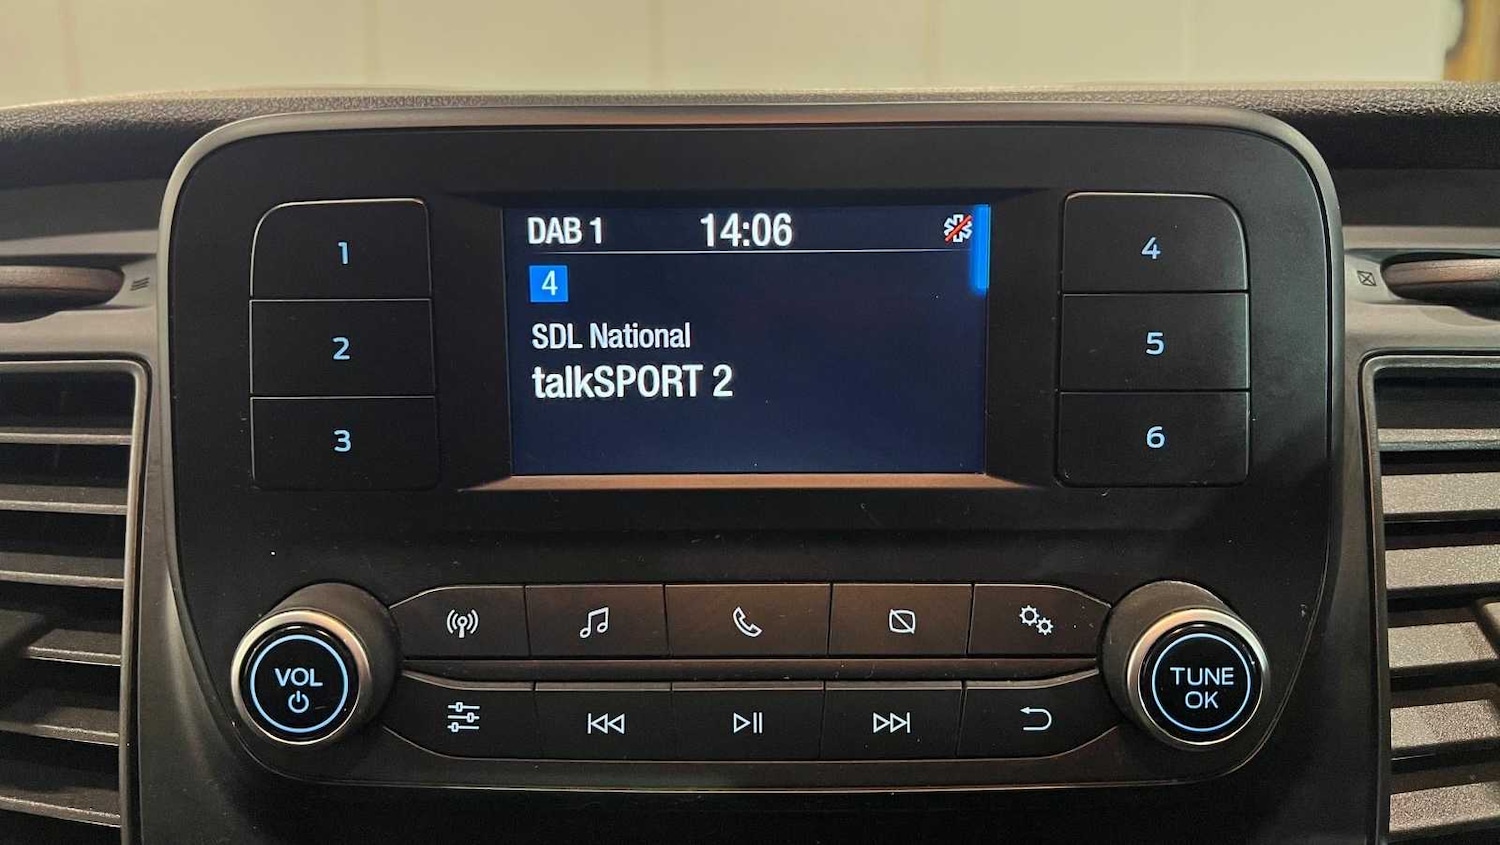 DAB 1 14:06
4
SDL National
talkSPORT 2
1
2
3
4
5
6
VOL
TUNE
OK